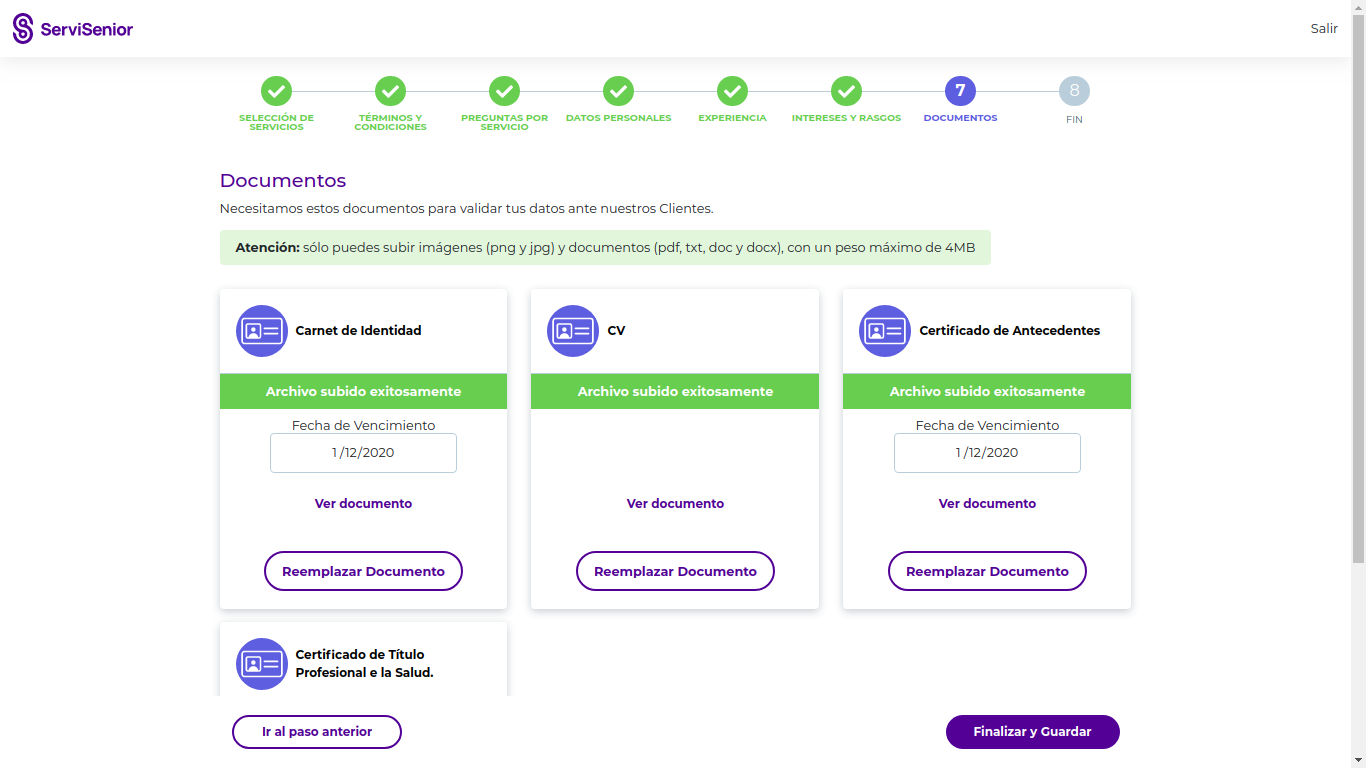 ServiSenior
Salir
7
8
SELECCIÓN DE
SERVICIOS
TÉRMINOS Y
CONDICIONES
PREGUNTAS POR
SERVICIO
DATOS PERSONALES
EXPERIENCIA
INTERESES Y RASGOS
DOCUMENTOS
FIN
Documentos
Necesitamos estos documentos para validar tus datos ante nuestros Clientes.
Atención: sólo puedes subir imágenes (png y jpg) y documentos (pdf, txt, doc y docx), con un peso máximo de 4MB
Carnet de Identidad
Archivo subido exitosamente
Fecha de Vencimiento
1 /12/2020
Ver documento
Reemplazar Documento
CV
Archivo subido exitosamente
Ver documento
Reemplazar Documento
Certificado de Antecedentes
Archivo subido exitosamente
Fecha de Vencimiento
1 /12/2020
Ver documento
Reemplazar Documento
Certificado de Título
Profesional e la Salud.
Ir al paso anterior
Finalizar y Guardar